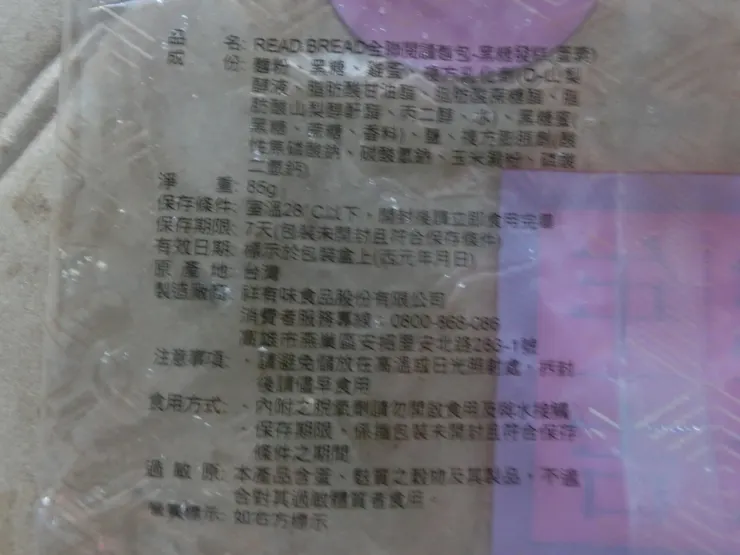 品　名: READ BREAD全聯閱讀麵包-黑糖發糕(蛋素)
成　份: 麵粉、黑糖、雞蛋、複方乳化劑(D-山梨
醇液、脂肪酸甘油酯、脂肪酸蔗糖酯、脂
肪酸山梨醇酐酯、丙二醇、水)、黑糖蜜(
黑糖、蔗糖、香料)、鹽、複方膨脹劑(酸
性焦磷酸鈉、碳酸氫鈉、玉米澱粉、磷酸
二氫鈣)
淨　重: 85g
保存條件: 室溫28°C以下，開封後請立即食用完畢
保存期限: 7天(包裝未開封且符合保存條件)
有效日期: 標示於包裝盒上(西元年月日)
原 產 地: 台灣
製造廠商: 祥有味食品股份有限公司
消費者服務專線: 0800-868-086
高雄市燕巢區安招里安北路283-1號
注意事項: ·請避免儲放在高溫或日光照射處，拆封
後請儘早食用
食用方式: ·內附之脫氧劑請勿開啟食用及與水接觸
·保存期限，係指包裝未開封且符合保存
條件之期間
過 敏 原: 本產品含蛋、麩質之穀物及其製品，不適
合對其過敏體質者食用。
營養標示: 如右方標示